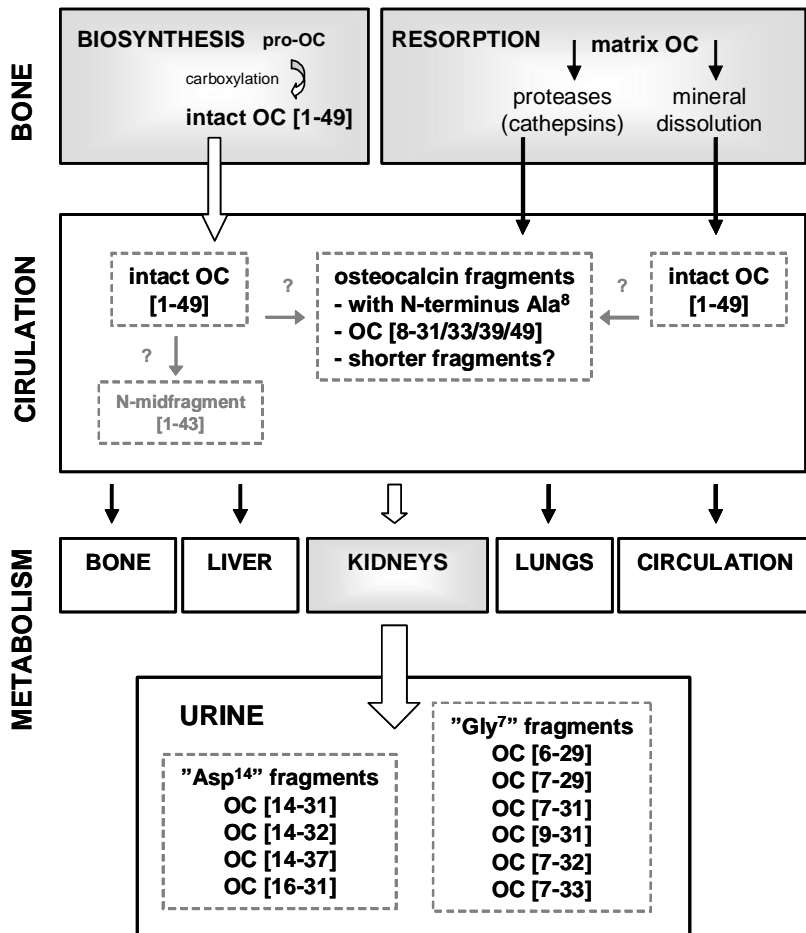 BONE
BIOSYNTHESIS pro-OC
carboxylation
intact OC [1-49]
RESORPTION
matrix OC
proteases
(cathepsins)
mineral
dissolution
CIRULATION
intact OC
[1-49]
?
?
N-midfragment
[1-43]
osteocalcin fragments
- with N-terminus Ala⁸
- OC [8-31/33/39/49]
- shorter fragments?
?
intact OC
[1-49]
METABOLISM
BONE
LIVER
KIDNEYS
LUNGS
CIRCULATION
URINE
”Asp¹⁴” fragments
OC [14-31]
OC [14-32]
OC [14-37]
OC [16-31]
”Gly⁷” fragments
OC [6-29]
OC [7-29]
OC [7-31]
OC [9-31]
OC [7-32]
OC [7-33]